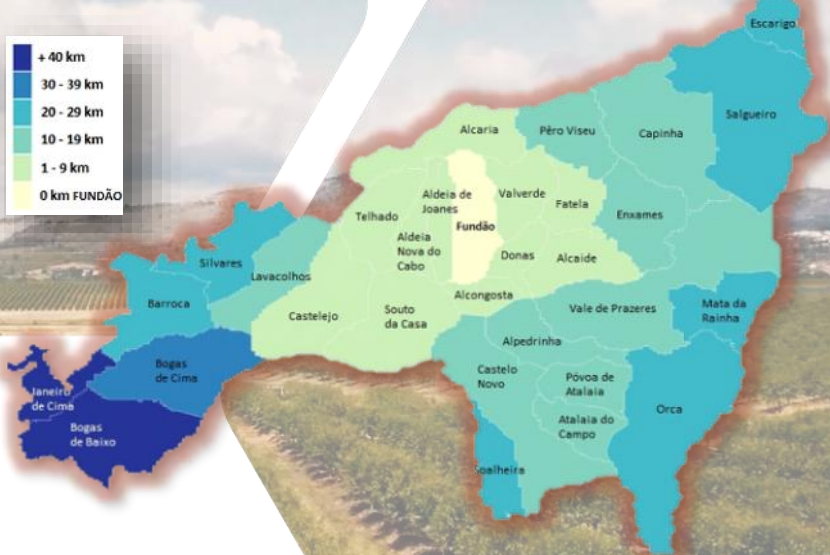 + 40 km
30 - 39 km
20 - 29 km
10 - 19 km
1 - 9 km
0 km FUNDÃO
Escarigo
Salgueiro
Alcaria
Pêro Viseu
Capinha
Aldeia de
Joanes
Valverde
Fatela
Telhado
Fundão
Enxames
Aldeia
Nova do
Cabo
Donas
Alcaide
Silvares
Lavacolhos
Barroca
Castelejo
Souto
da Casa
Alcongosta
Vale de Prazeres
Mata da
Rainha
Alpedrinha
Bogas
de Cima
Castelo
Novo
Póvoa de
Atalaia
Janeiro
de Cima
Orca
Bogas
de Baixo
Atalaia do
Campo
Soalheira